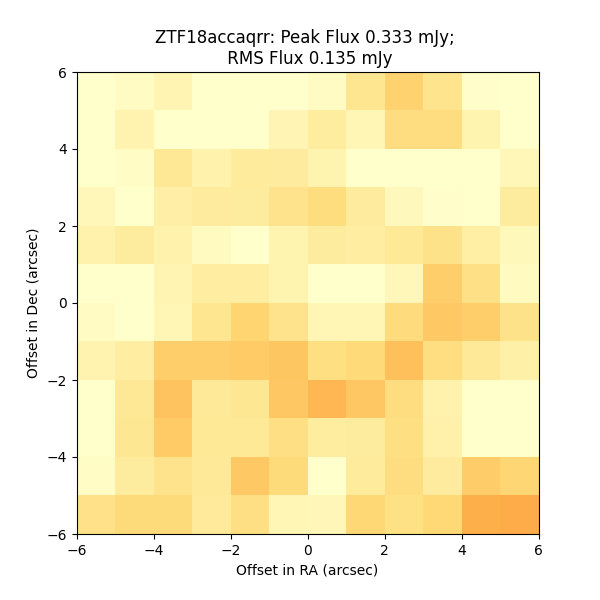 ZTF18accaqrr: Peak Flux 0.333 mJy;
RMS Flux 0.135 mJy
6
4
2
0
−2
−4
−6
Offset in Dec (arcsec)
−6 −4 −2 0 2 4 6
Offset in RA (arcsec)